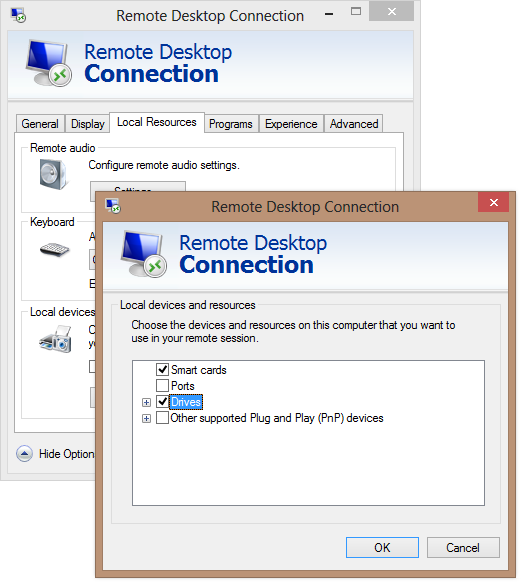 Remote Desktop Connection
Remote Desktop
Connection
General Display Local Resources Programs Experience Advanced
Remote audio
Configure remote audio settings.
Keyboard
Local devices
Hide Option
Remote Desktop Connection
Remote Desktop
Connection
Local devices and resources
Choose the devices and resources on this computer that you want to
use in your remote session.
Smart cards
Ports
Drives
Other supported Plug and Play (PnP) devices
OK Cancel